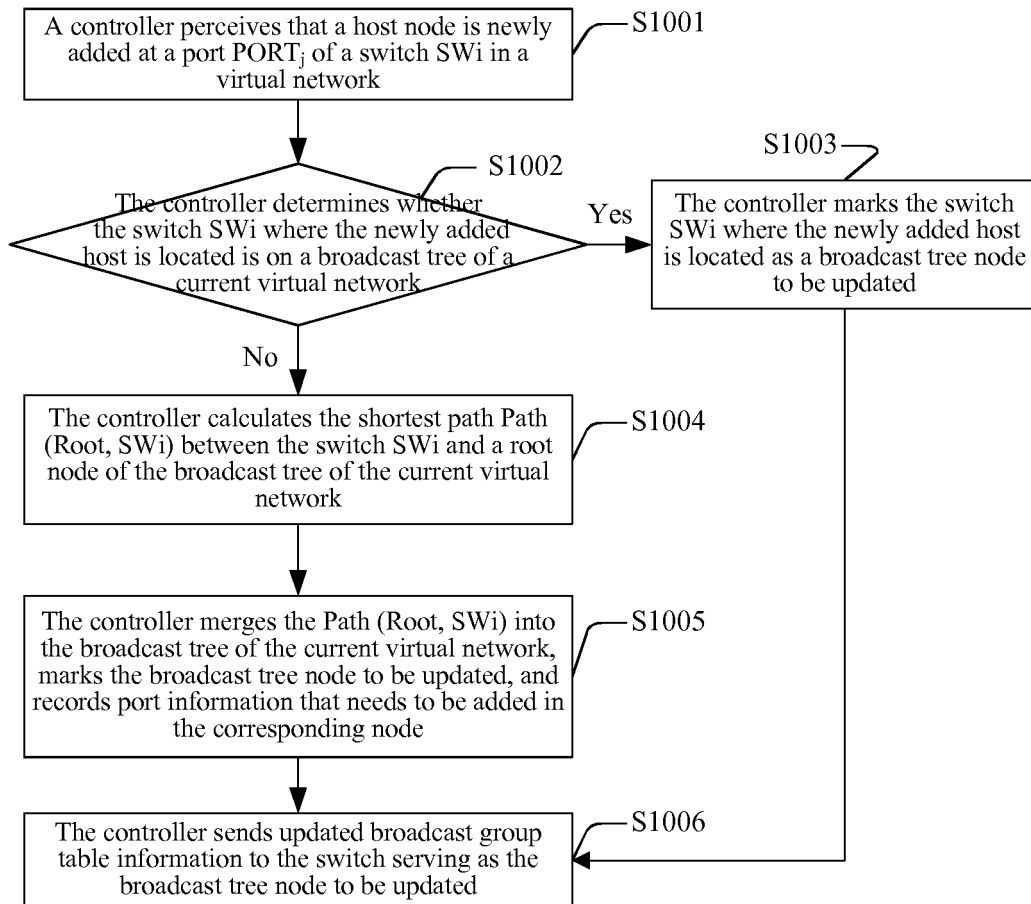 A controller perceives that a host node is newly
added at a port PORTj of a switch SWi in a
virtual network
S1001
S1002
The controller determines whether
the switch SWi where the newly added
host is located is on a broadcast tree of a
current virtual network
Yes
No
S1003
The controller marks the switch
SWi where the newly added host
is located as a broadcast tree node
to be updated
The controller calculates the shortest path Path
(Root, SWi) between the switch SWi and a root
node of the broadcast tree of the current virtual
network
S1004
The controller merges the Path (Root, SWi) into
the broadcast tree of the current virtual network,
marks the broadcast tree node to be updated, and
records port information that needs to be added in
the corresponding node
S1005
The controller sends updated broadcast group
table information to the switch serving as the
broadcast tree node to be updated
S1006